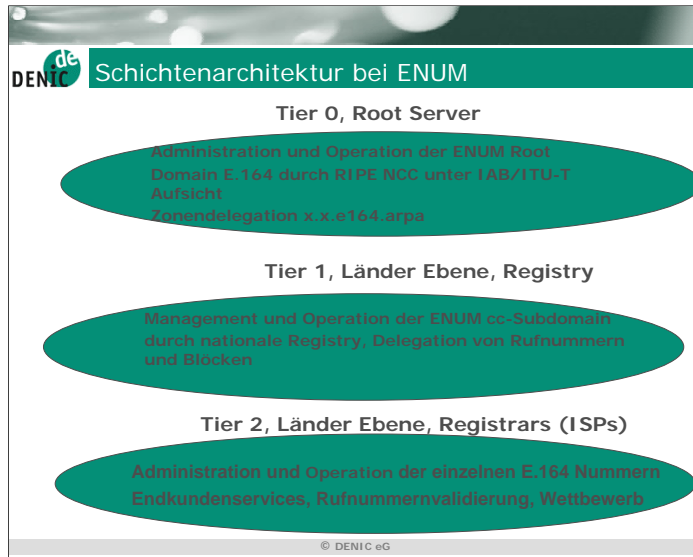 de
DENIC
Schichtenarchitektur bei ENUM
Tier 0, Root Server
Administration und Operation der ENUM Root
Domain E.164 durch RIPE NCC unter IAB/ITU-T
Aufsicht
Zonendelegation x.x.e164.arpa
Tier 1, Länder Ebene, Registry
Management und Operation der ENUM cc-Subdomain
durch nationale Registry, Delegation von Rufnummern
und Blöcken
Tier 2, Länder Ebene, Registrars (ISPs)
Administration und Operation der einzelnen E.164 Nummern
Endkundenservices, Rufnummernvalidierung, Wettbewerb
© DENIC eG